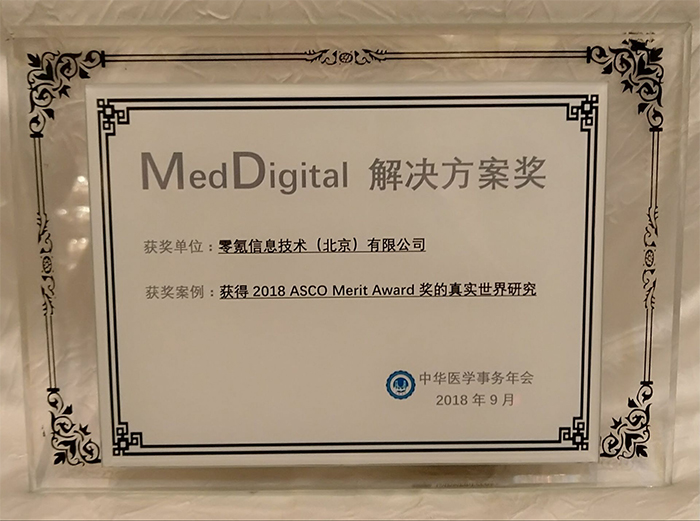 MedDigital 解决方案奖
获奖单位：零氪信息技术（北京）有限公司
获奖案例：获得 2018 ASCO Merit Award 奖的真实世界研究
中华医学事务年会
2018 年 9 月